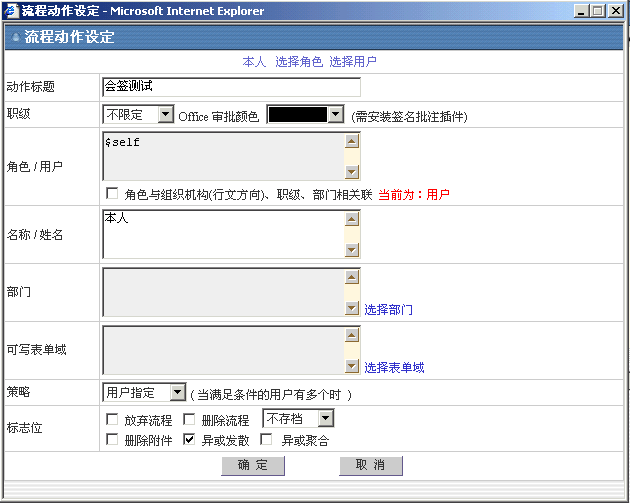 流程动作设定 - Microsoft Internet Explorer
流程动作设定
本人 选择角色 选择用户
动作标题 会签测试
职级 不限定 Office 审批颜色 (需安装签名批注插件)
角色 / 用户 $self
角色与组织机构(行文方向)、职级、部门相关联 当前为：用户
名称 / 姓名 本人
部门 选择部门
可写表单域 选择表单域
策略 用户指定 ( 当满足条件的用户有多个时 )
标志位 放弃流程 删除流程 不存档
删除附件 异或发散 异或聚合
确 定 取 消